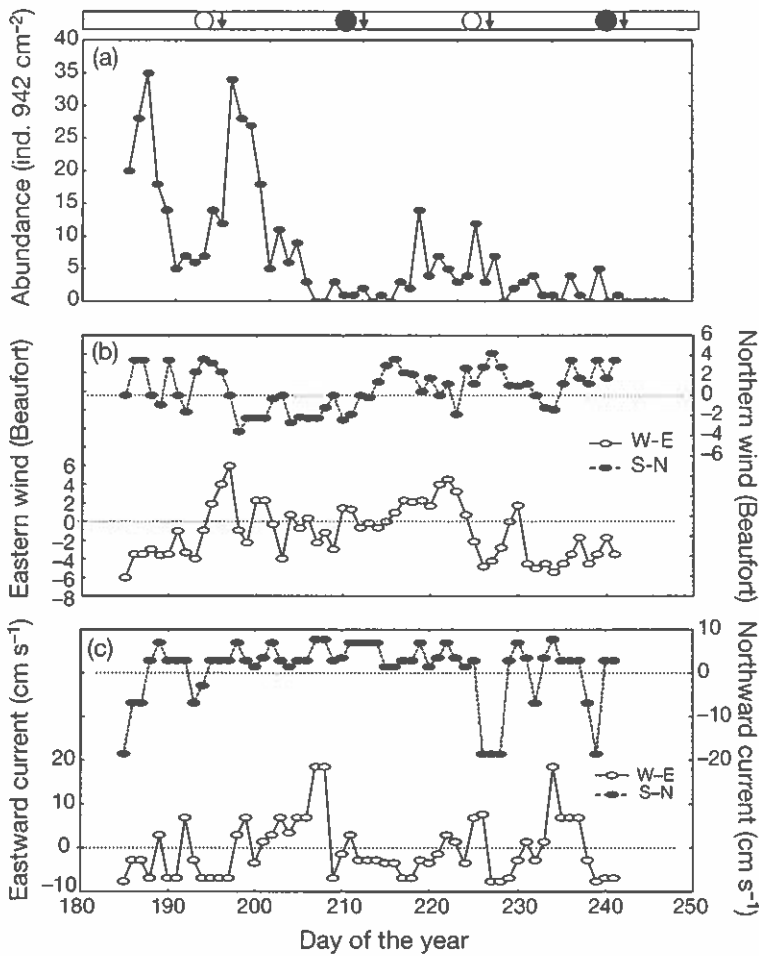 (a)
Abundance (ind. 942 cm⁻²)
40
35
30
25
20
15
10
5
0
(b)
Eastern wind (Beaufort)
6
4
2
0
–2
–4
–6
–8
Northern wind (Beaufort)
6
4
2
0
–2
–4
–6
W–E
S-N
(c)
Eastward current (cm s⁻¹)
20
10
0
–10
Northward current (cm s⁻¹)
10
0
–10
–20
W–E
S–N
180 190 200 210 220 230 240 250
Day of the year